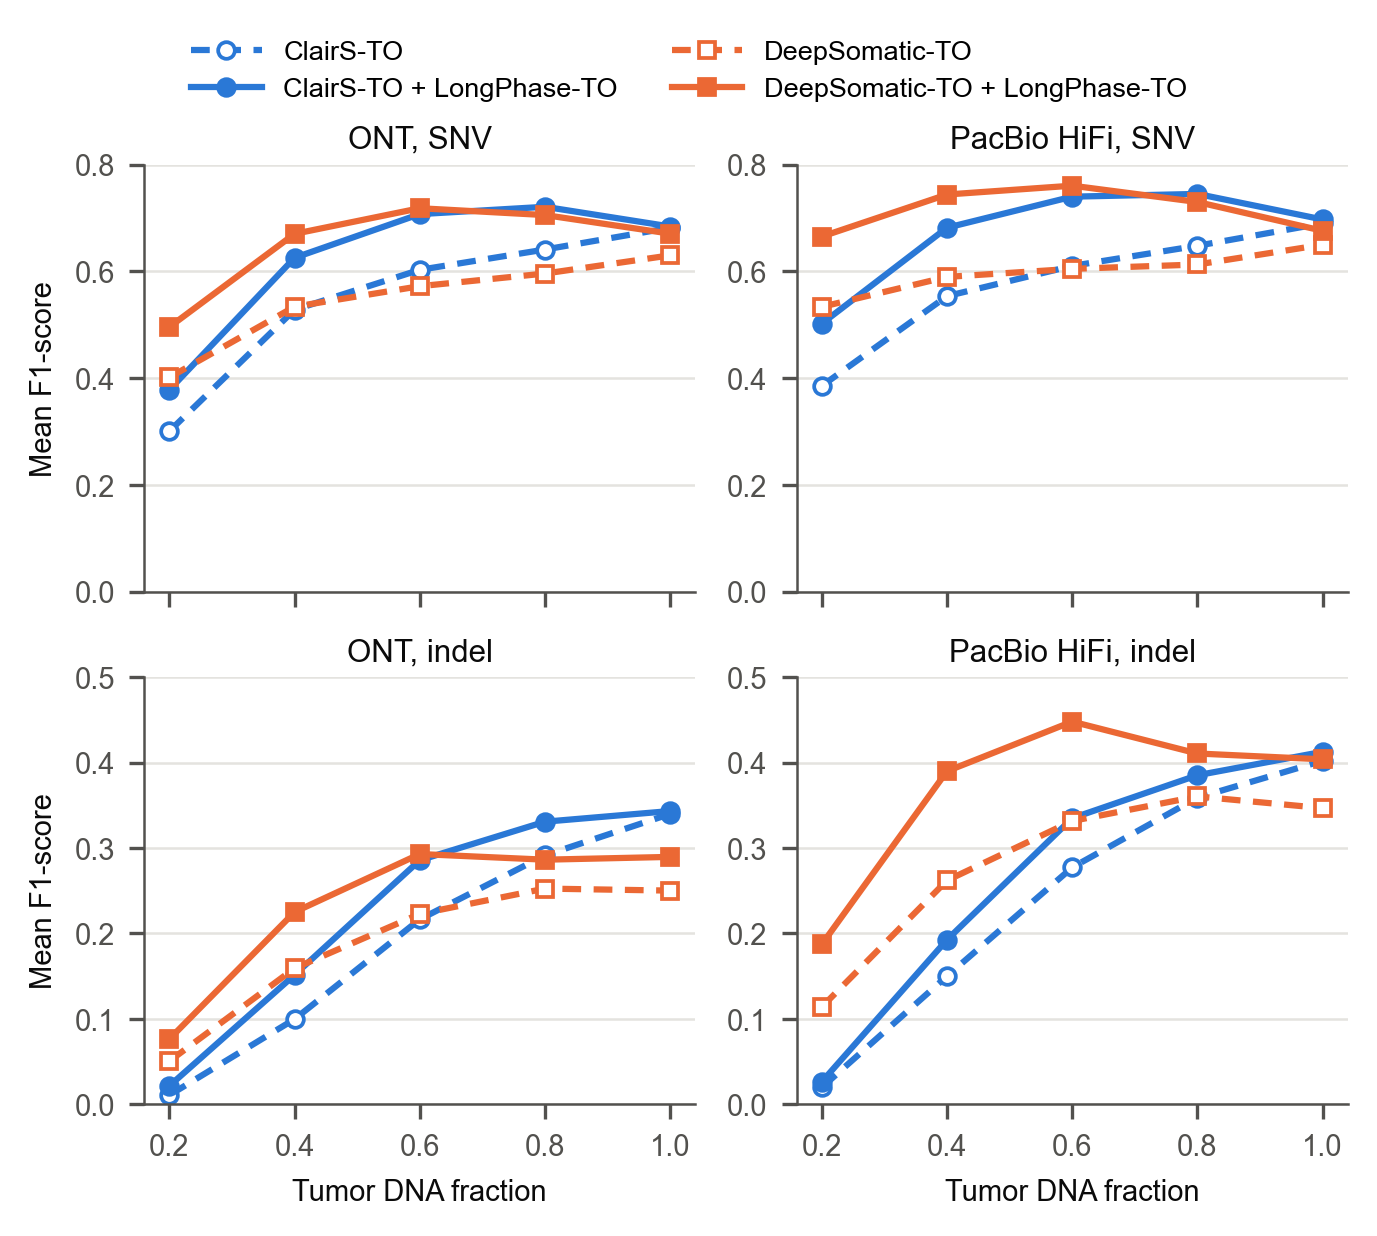 ClairS-TO
DeepSomatic-TO
ClairS-TO + LongPhase-TO
DeepSomatic-TO + LongPhase-TO
ONT, SNV
PacBio HiFi, SNV
Mean F1-score
0.8
0.6
0.4
0.2
0.0
0.8
0.6
0.4
0.2
0.0
ONT, indel
PacBio HiFi, indel
Mean F1-score
0.5
0.4
0.3
0.2
0.1
0.0
0.5
0.4
0.3
0.2
0.1
0.0
0.2 0.4 0.6 0.8 1.0
0.2 0.4 0.6 0.8 1.0
Tumor DNA fraction
Tumor DNA fraction